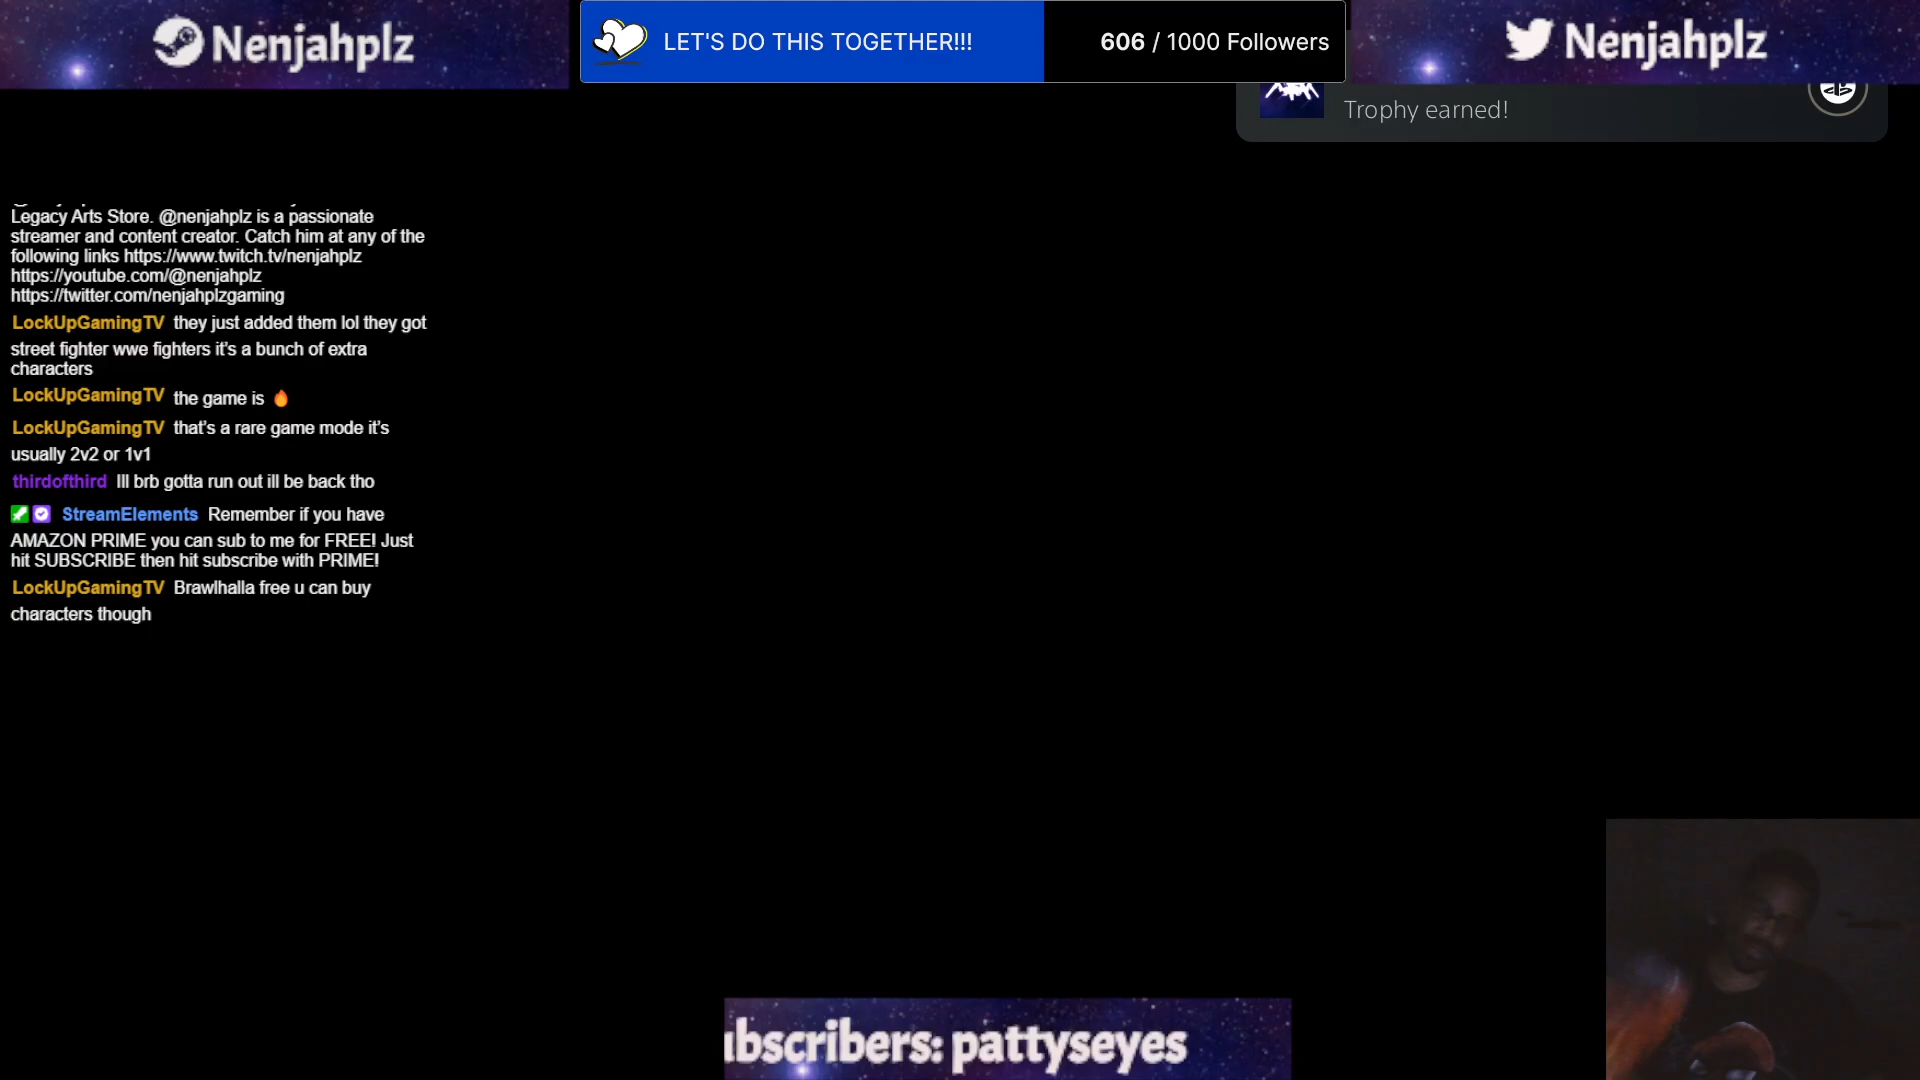 Nenjahplz
LET'S DO THIS TOGETHER!!!
606 / 1000 Followers
Nenjahplz
Trophy earned!
Legacy Arts Store. @nenjahplz is a passionate
streamer and content creator. Catch him at any of the
following links https://www.twitch.tv/nenjahplz
https://youtube.com/@nenjahplz
https://twitter.com/nenjahplzgaming
LockUpGamingTV they just added them lol they got
street fighter wwe fighters it's a bunch of extra
characters
LockUpGamingTV the game is 🔥
LockUpGamingTV that's a rare game mode it's
usually 2v2 or 1v1
thirdofthird Ill brb gotta run out ill be back tho
StreamElements Remember if you have
AMAZON PRIME you can sub to me for FREE! Just
hit SUBSCRIBE then hit subscribe with PRIME!
LockUpGamingTV Brawlhalla free u can buy
characters though
ubscribers: pattyseyes